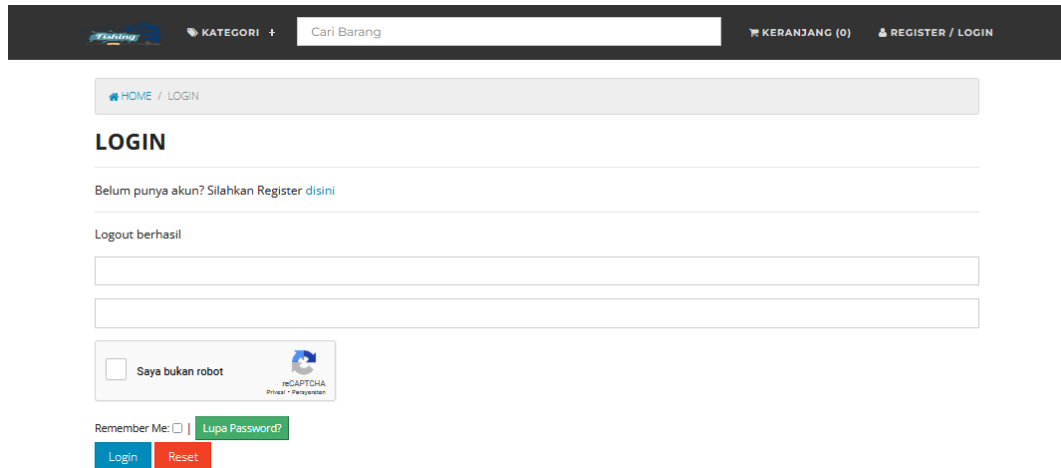 Fishing
KATEGORI +
Cari Barang
KERANJANG (0)
REGISTER / LOGIN
HOME / LOGIN
LOGIN
Belum punya akun? Silahkan Register disini
Logout berhasil
Saya bukan robot
reCAPTCHA
Privasi • Persyaratan
Remember Me: | Lupa Password?
Login Reset